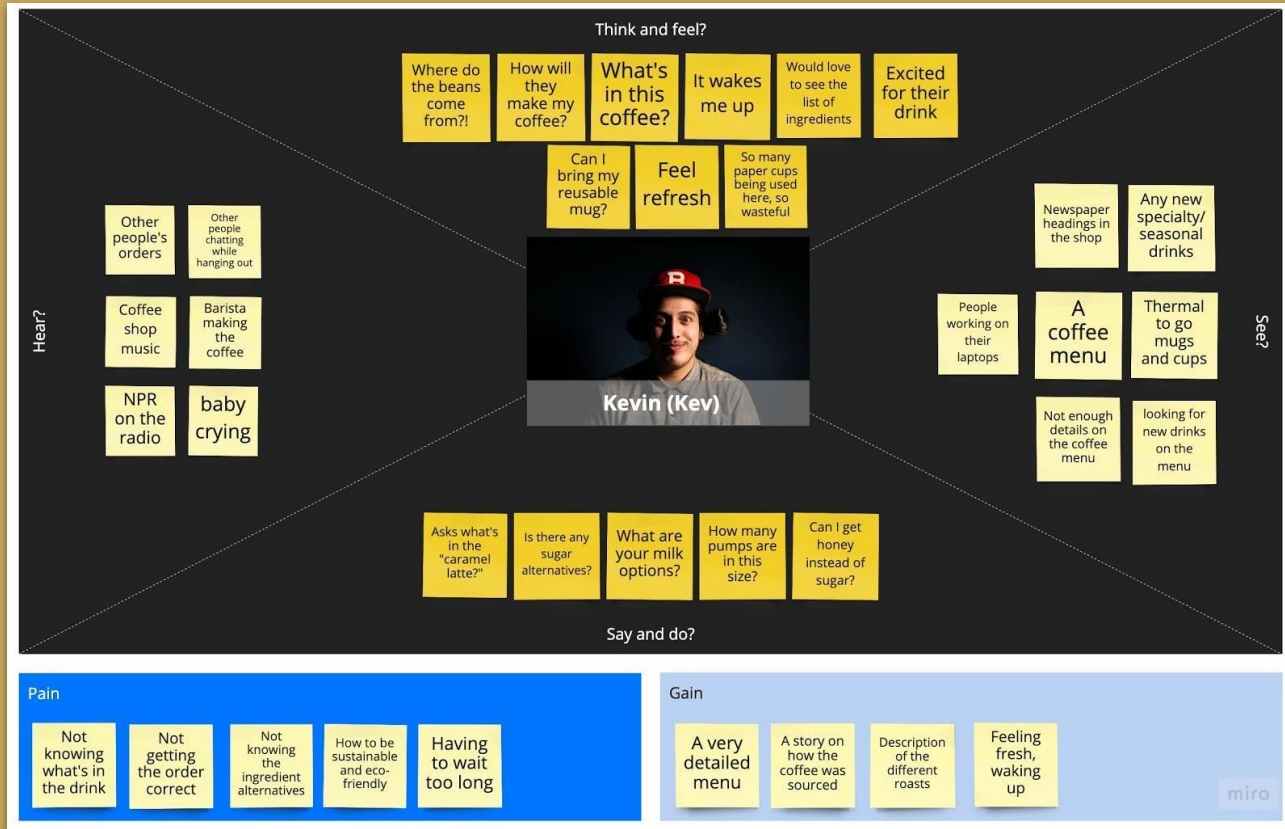 Think and feel?
Where do
the beans
come
from?!
How will
they
make my
coffee?
What's
in this
coffee?
It wakes
me up
Would love
to see the
list of
ingredients
Excited
for their
drink
Can I
bring my
reusable
mug?
Feel
refresh
So many
paper cups
being used
here, so
wasteful
Hear?
Other
people's
orders
Other
people
chatting
while
hanging out
Coffee
shop
music
Barista
making
the
coffee
NPR
on the
radio
baby
crying
B
Kevin (Kev)
Newspaper
headings in
the shop
Any new
specialty/
seasonal
drinks
People
working on
their
laptops
A
coffee
menu
Thermal
to go
mugs
and cups
Not enough
details on
the coffee
menu
looking for
new drinks
on the
menu
See?
Asks what's
in the
"caramel
latte?"
Is there any
sugar
alternatives?
What are
your milk
options?
How many
pumps are
in this
size?
Can I get
honey
instead of
sugar?
Say and do?
Pain
Not
knowing
what's in
the drink
Not
getting
the order
correct
Not
knowing
the
ingredient
alternatives
How to be
sustainable
and eco-
friendly
Having
to wait
too long
Gain
A very
detailed
menu
A story on
how the
coffee was
sourced
Description
of the
different
roasts
Feeling
fresh,
waking
up
miro